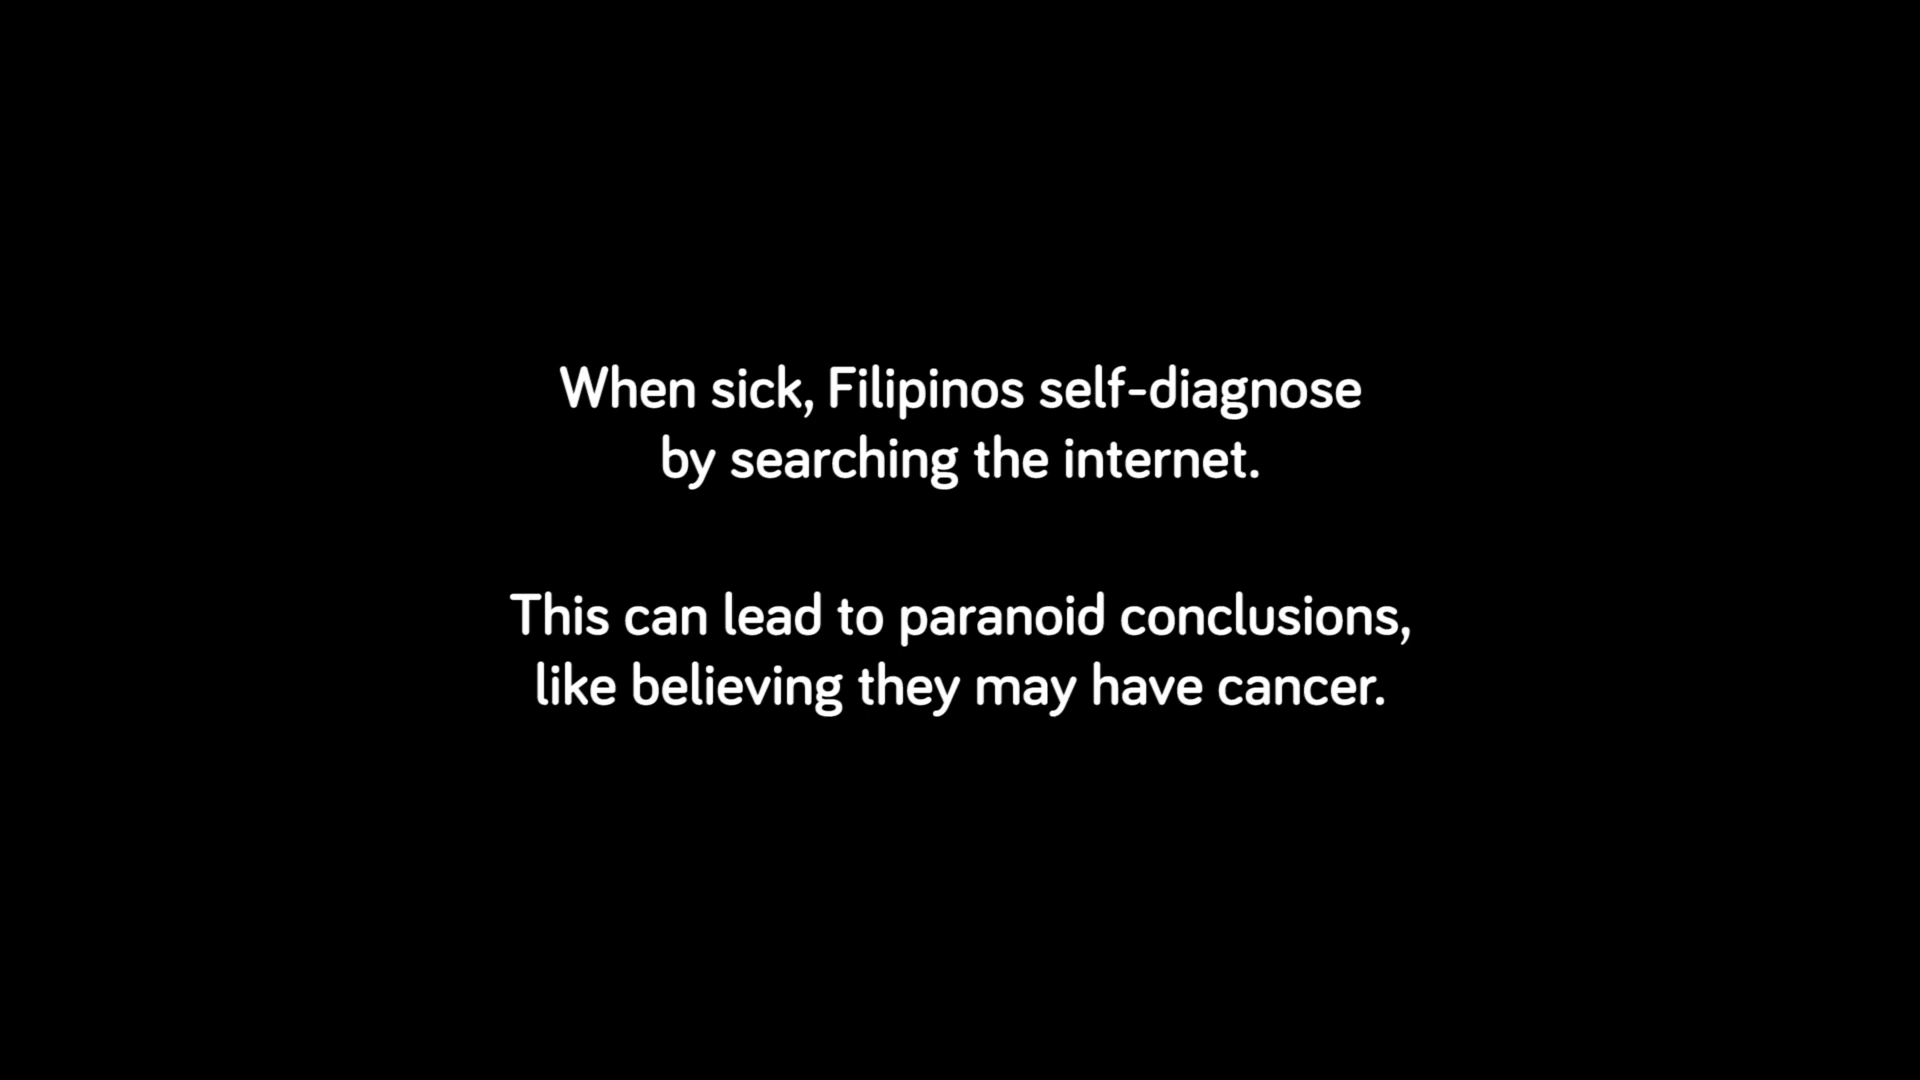 When sick, Filipinos self-diagnose
by searching the internet.
This can lead to paranoid conclusions,
like believing they may have cancer.